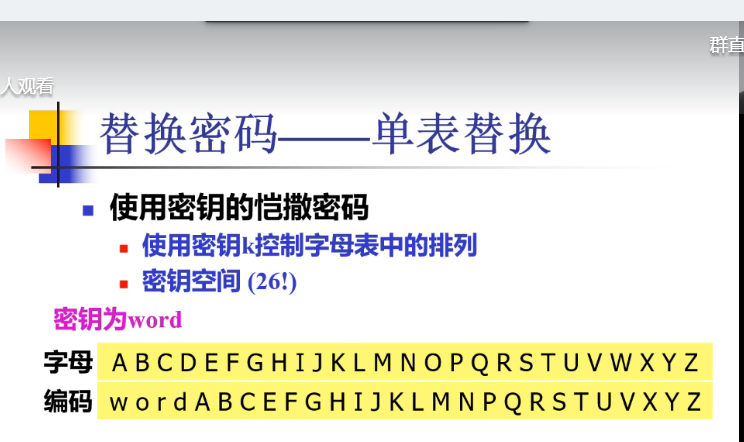 群直
人观看
替换密码——单表替换
使用密钥的恺撒密码
使用密钥k控制字母表中的排列
密钥空间 (26!)
密钥为word
字母 A B C D E F G H I J K L M N O P Q R S T U V W X Y Z
编码 w o r d A B C E F G H I J K L M N P Q R S T U V X Y Z